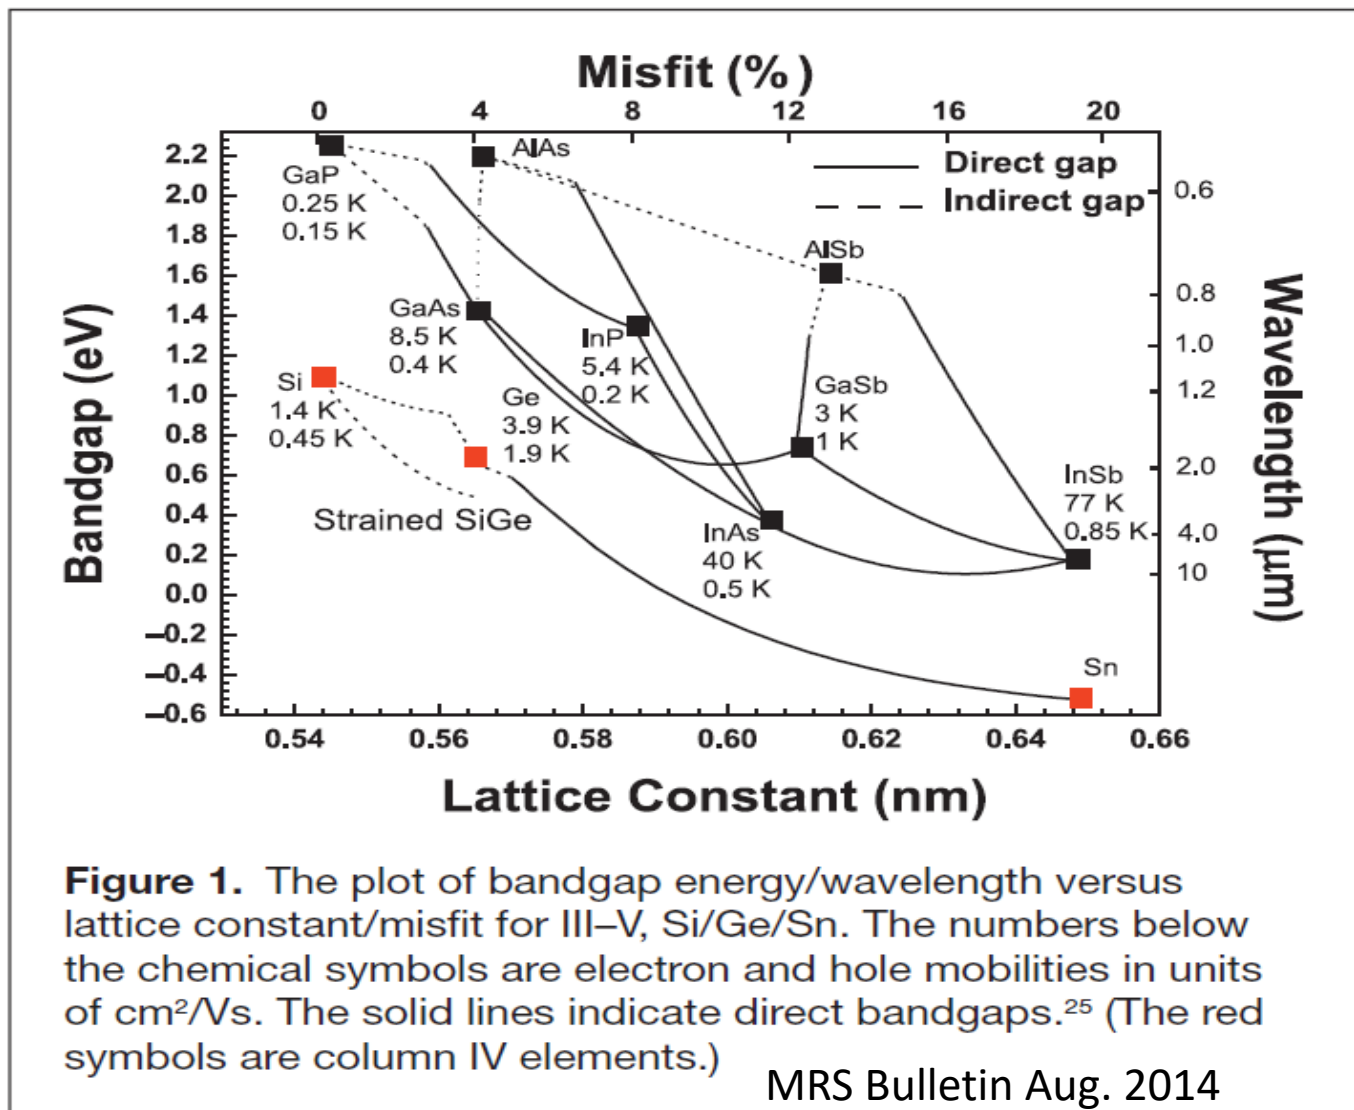 Misfit (%)
0 4 8 12 16 20
2.2
2.0
1.8
1.6
1.4
1.2
1.0
0.8
0.6
0.4
0.2
0.0
–0.2
–0.4
–0.6
Bandgap (eV)
GaP
0.25 K
0.15 K
AlAs
Direct gap
Indirect gap
AlSb
GaAs
8.5 K
0.4 K
InP
5.4 K
0.2 K
Si
1.4 K
0.45 K
Ge
3.9 K
1.9 K
GaSb
3 K
1 K
Strained SiGe
InAs
40 K
0.5 K
InSb
77 K
0.85 K
Sn
0.6
0.8
1.0
1.2
2.0
4.0
10
Wavelength (μm)
0.54 0.56 0.58 0.60 0.62 0.64 0.66
Lattice Constant (nm)
Figure 1. The plot of bandgap energy/wavelength versus
lattice constant/misfit for III–V, Si/Ge/Sn. The numbers below
the chemical symbols are electron and hole mobilities in units
of cm²/Vs. The solid lines indicate direct bandgaps.²⁵ (The red
symbols are column IV elements.)
MRS Bulletin Aug. 2014